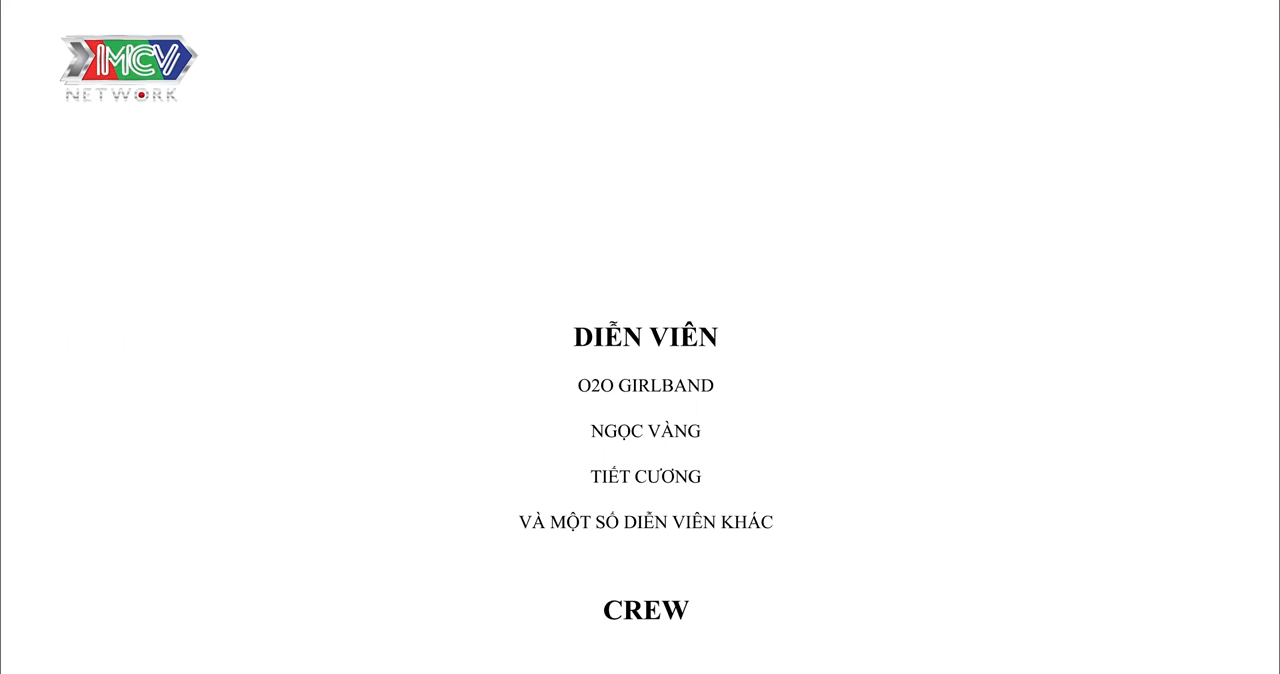 MCV
NETWORK
DIỄN VIÊN
O2O GIRLBAND
NGỌC VÀNG
TIẾT CƯƠNG
VÀ MỘT SỐ DIỄN VIÊN KHÁC
CREW